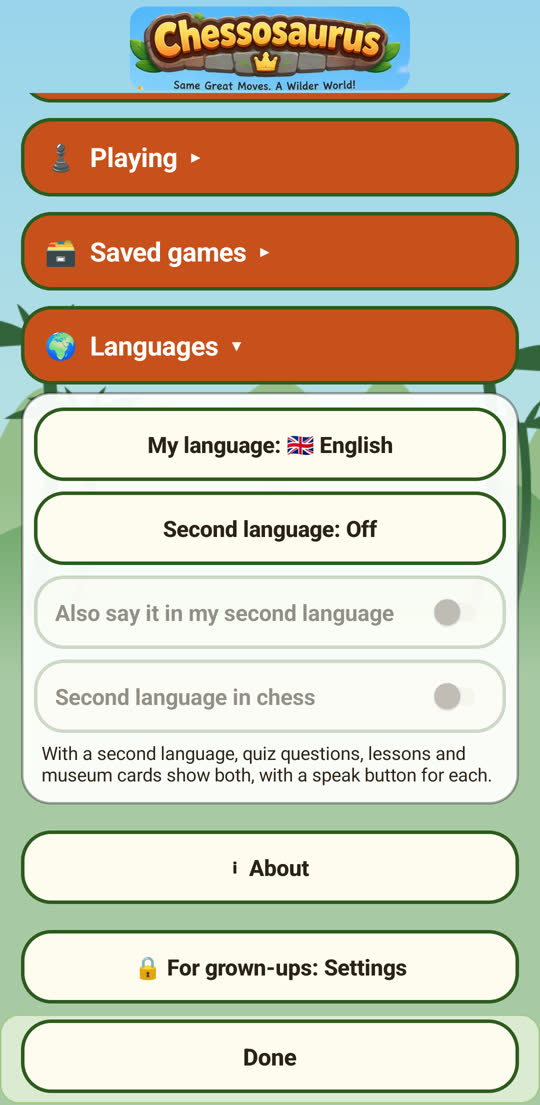 Chessosaurus
Same Great Moves. A Wilder World!
Playing
Saved games
Languages
My language: English
Second language: Off
Also say it in my second language
Second language in chess
With a second language, quiz questions, lessons and
museum cards show both, with a speak button for each.
i About
For grown-ups: Settings
Done